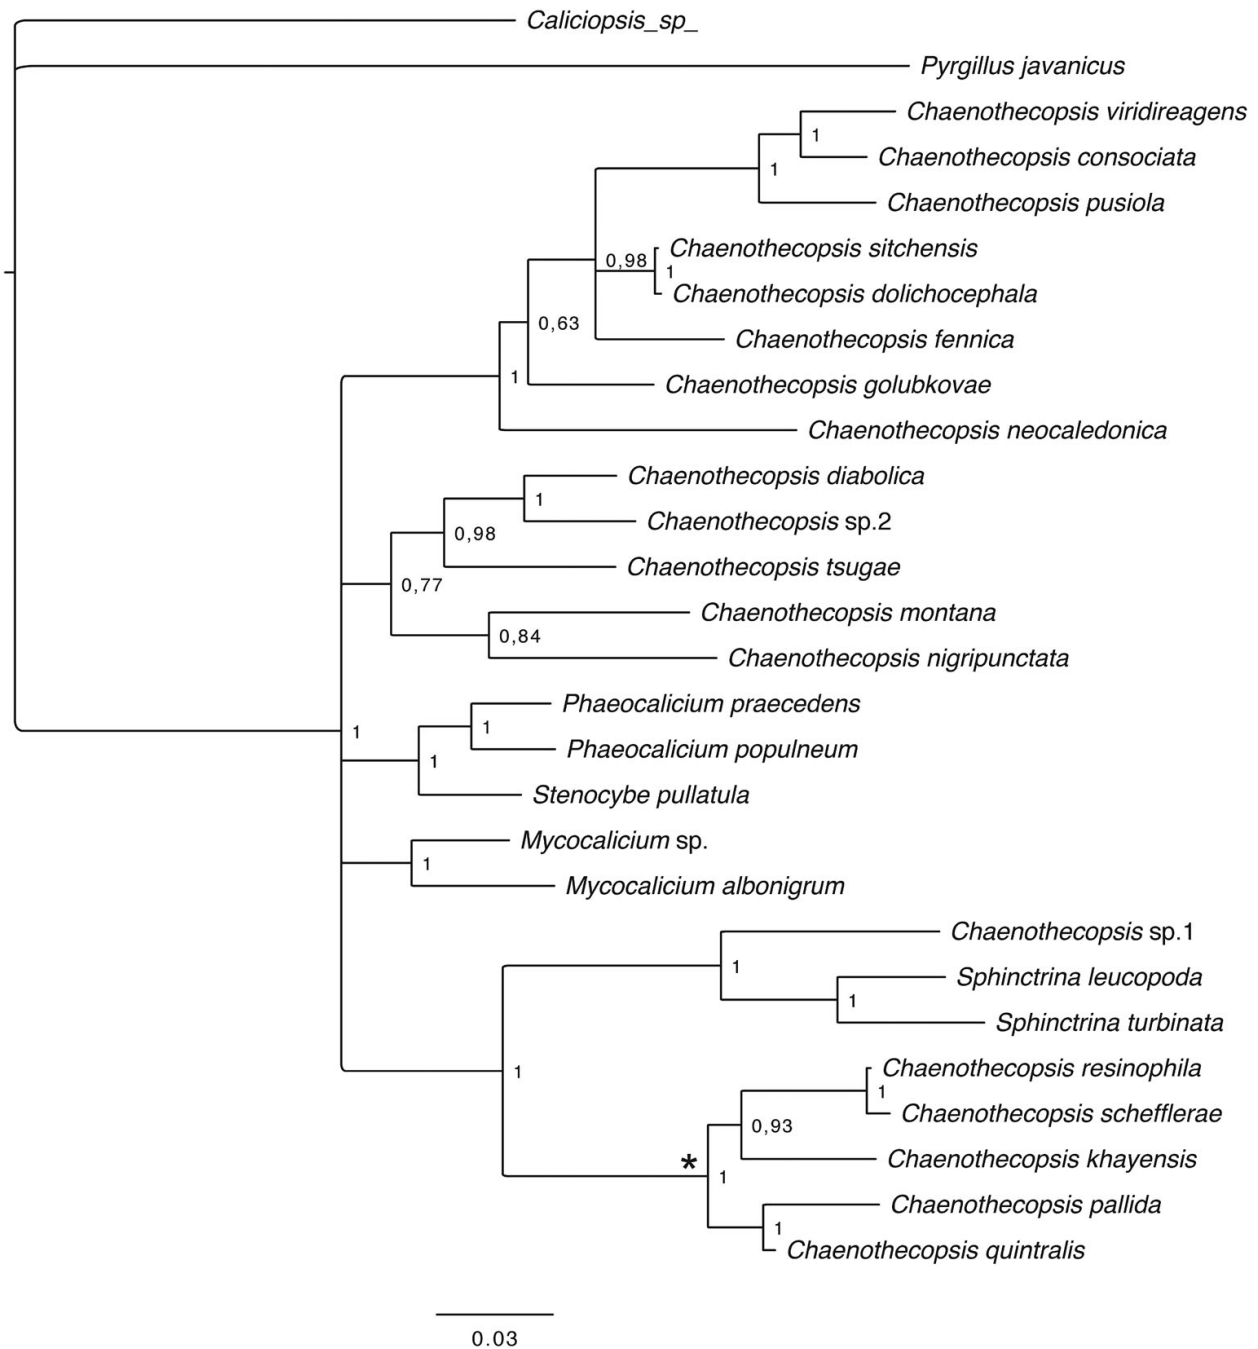 Caliciopsis_sp_
Pyrgillus javanicus
Chaenothecopsis viridireagens
1
Chaenothecopsis consociata
1
Chaenothecopsis pusiola
Chaenothecopsis sitchensis
0,98
1
Chaenothecopsis dolichocephala
0,63
Chaenothecopsis fennica
1
Chaenothecopsis golubkovae
Chaenothecopsis neocaledonica
Chaenothecopsis diabolica
1
Chaenothecopsis sp.2
0,98
Chaenothecopsis tsugae
0,77
Chaenothecopsis montana
0,84
Chaenothecopsis nigripunctata
Phaeocalicium praecedens
1
1
Phaeocalicium populneum
1
Stenocybe pullatula
Mycocalicium sp.
1
Mycocalicium albonigrum
Chaenothecopsis sp.1
1
Sphinctrina leucopoda
1
Sphinctrina turbinata
1
Chaenothecopsis resinophila
1
Chaenothecopsis schefflerae
0,93
Chaenothecopsis khayensis
*
1
Chaenothecopsis pallida
1
Chaenothecopsis quintralis
0.03